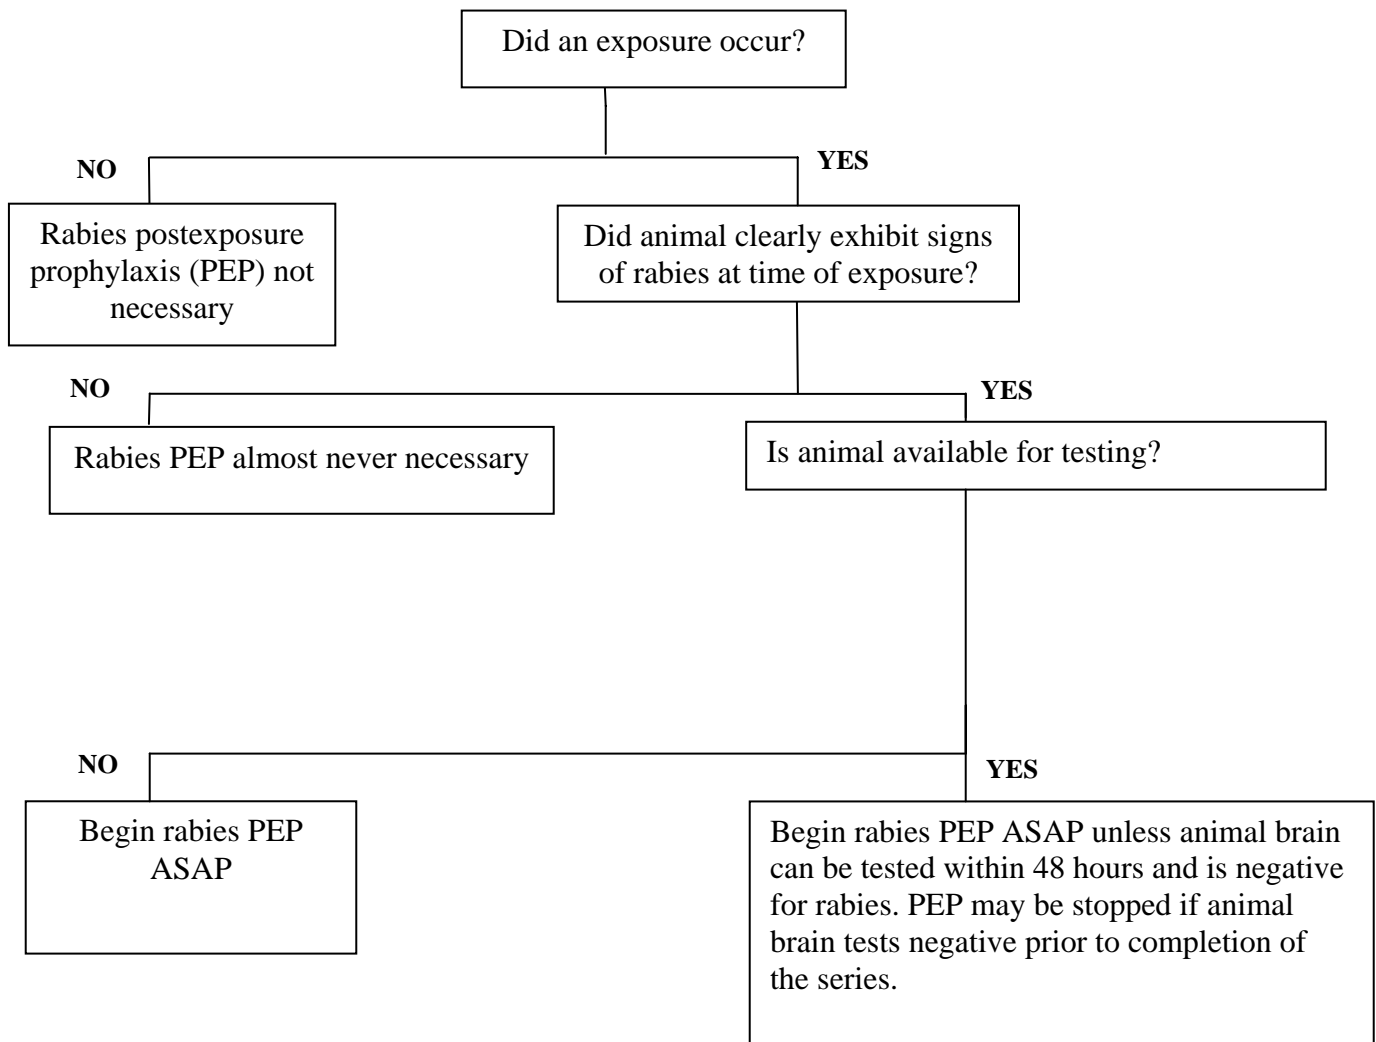 Did an exposure occur?
NO
YES
Rabies postexposure
prophylaxis (PEP) not
necessary
Did animal clearly exhibit signs
of rabies at time of exposure?
NO
YES
Rabies PEP almost never necessary
Is animal available for testing?
NO
YES
Begin rabies PEP
ASAP
Begin rabies PEP ASAP unless animal brain
can be tested within 48 hours and is negative
for rabies. PEP may be stopped if animal
brain tests negative prior to completion of
the series.